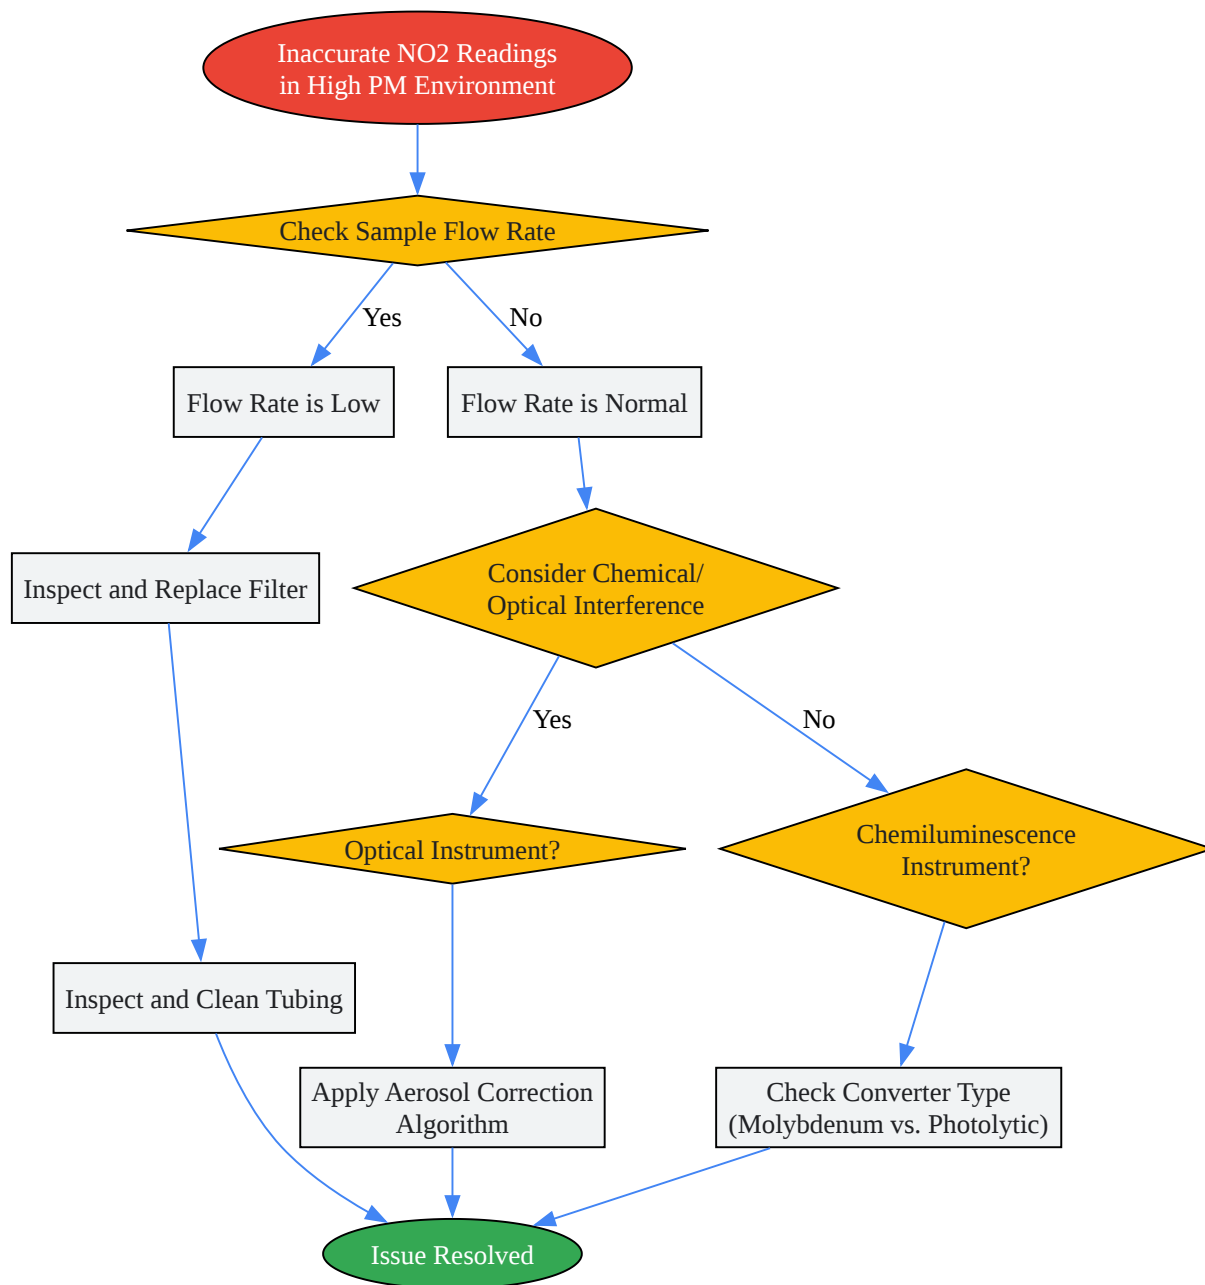 Inaccurate NO2 Readings
in High PM Environment
Check Sample Flow Rate
Yes
No
Flow Rate is Low
Flow Rate is Normal
Consider Chemical/
Optical Interference
Inspect and Replace Filter
Yes
No
Optical Instrument?
Chemiluminescence
Instrument?
Inspect and Clean Tubing
Apply Aerosol Correction
Algorithm
Check Converter Type
(Molybdenum vs. Photolytic)
Issue Resolved